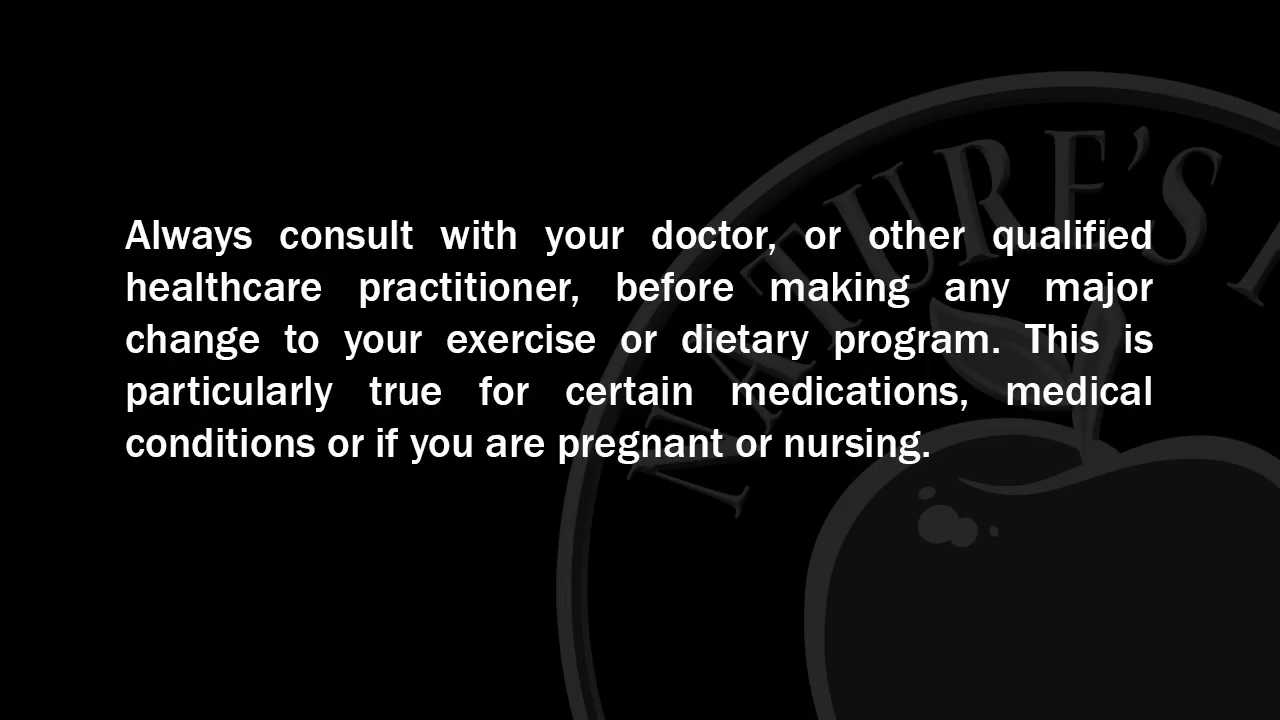 Always consult with your doctor, or other qualified
healthcare practitioner, before making any major
change to your exercise or dietary program. This is
particularly true for certain medications, medical
conditions or if you are pregnant or nursing.
NATURE'S